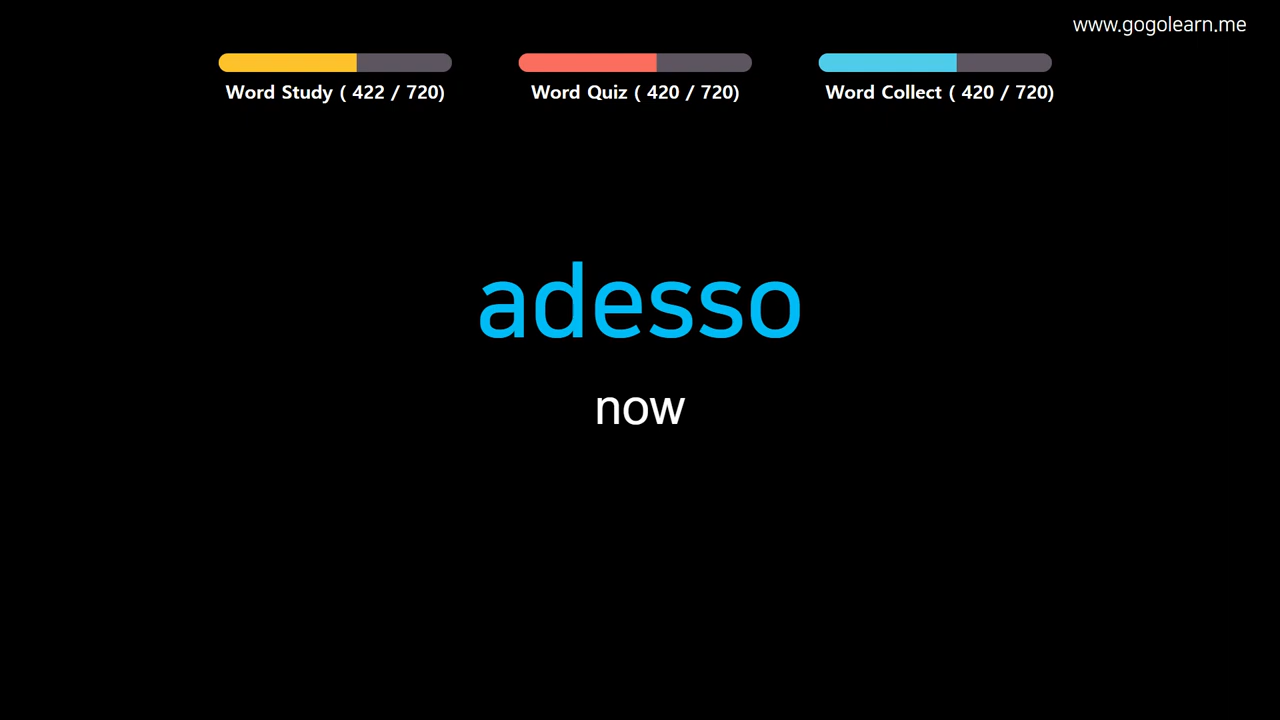 www.gogolearn.me
Word Study ( 422 / 720)
Word Quiz ( 420 / 720)
Word Collect ( 420 / 720)
adesso
now